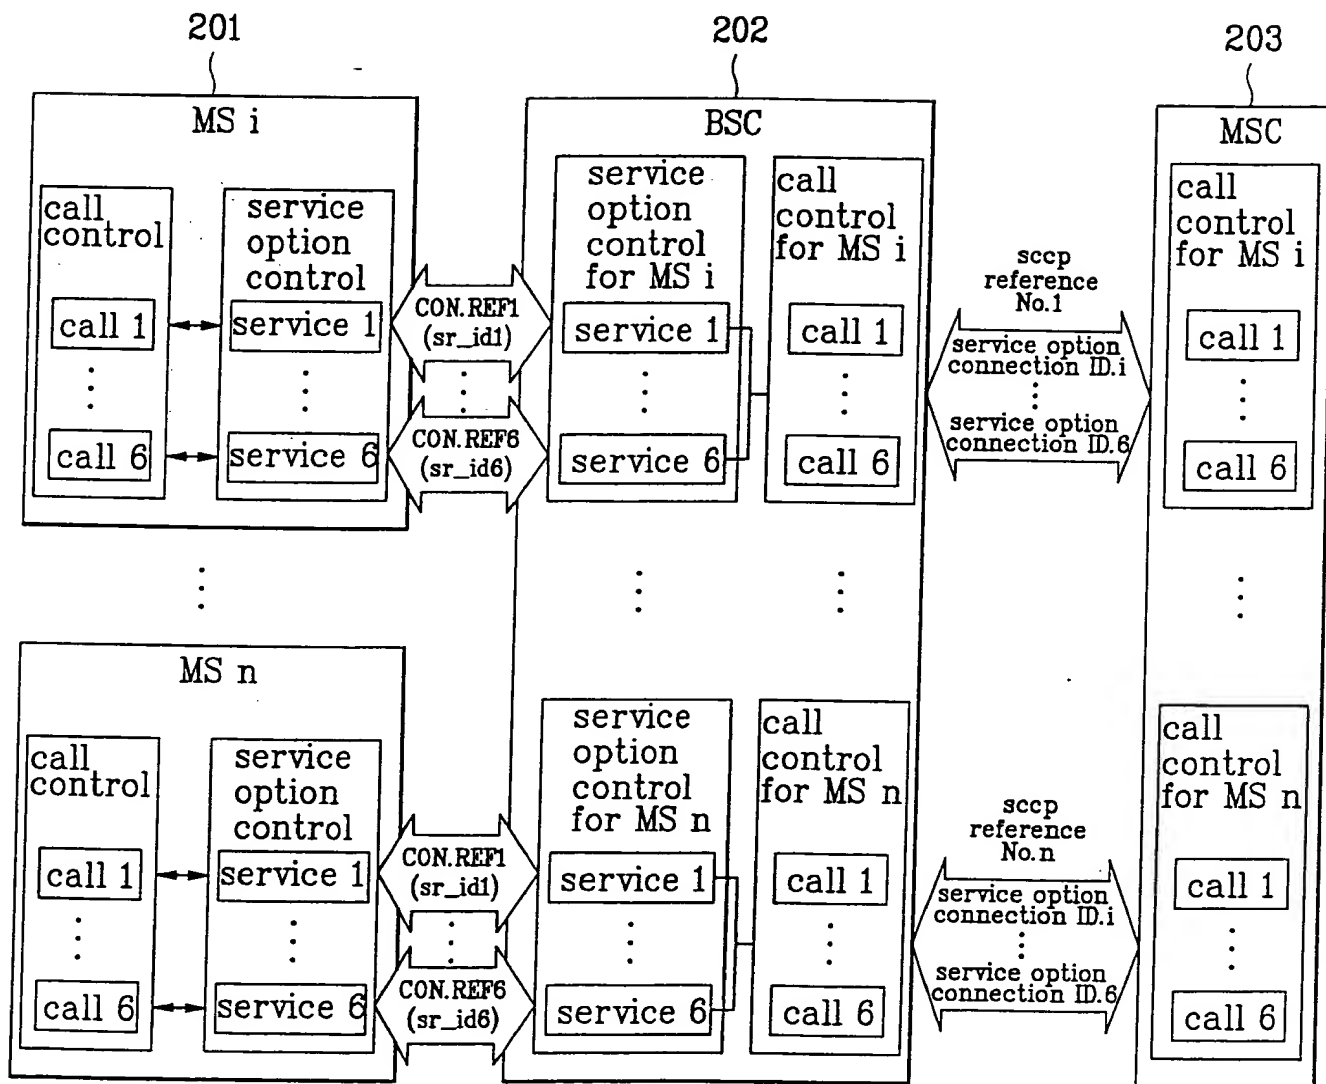 201
202
203
MS i
call
control
call 1
call 6
service
option
control
service 1
service 6
CON.REF1
(sr_id1)
CON.REF6
(sr_id6)
BSC
service
option
control
for MS i
service 1
service 6
call
control
for MS i
call 1
call 6
sccp
reference
No.1
service option
connection ID.i
service option
connection ID.6
MSC
call
control
for MS i
call 1
call 6
MS n
call
control
call 1
call 6
service
option
control
service 1
service 6
CON.REF1
(sr_id1)
CON.REF6
(sr_id6)
service
option
control
for MS n
service 1
service 6
call
control
for MS n
call 1
call 6
sccp
reference
No.n
service option
connection ID.i
service option
connection ID.6
call
control
for MS n
call 1
call 6